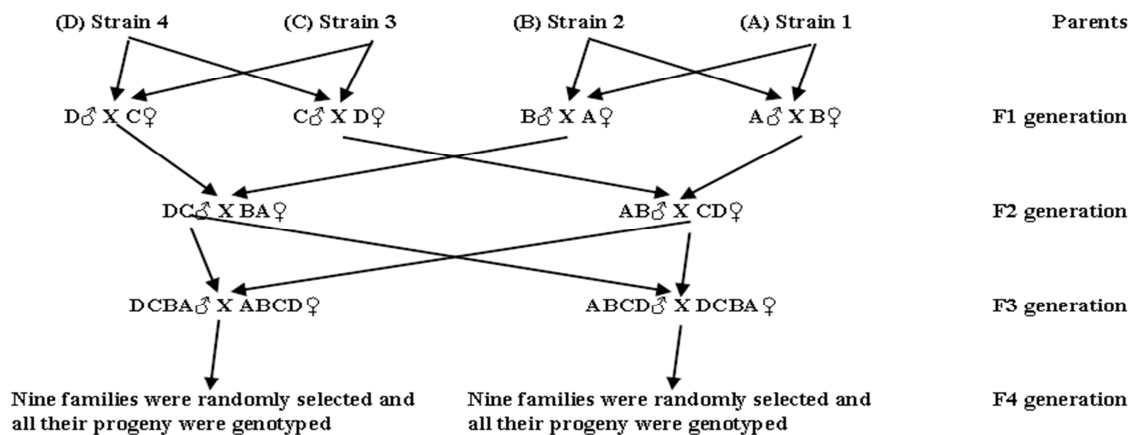 (D) Strain 4 (C) Strain 3 (B) Strain 2 (A) Strain 1 Parents
D♂ X C♀ C♂ X D♀ B♂ X A♀ A♂ X B♀ F1 generation
DC♂ X BA♀ AB♂ X CD♀ F2 generation
DCBA♂ X ABCD♀ ABCD♂ X DCBA♀ F3 generation
Nine families were randomly selected and Nine families were randomly selected and F4 generation
all their progeny were genotyped all their progeny were genotyped